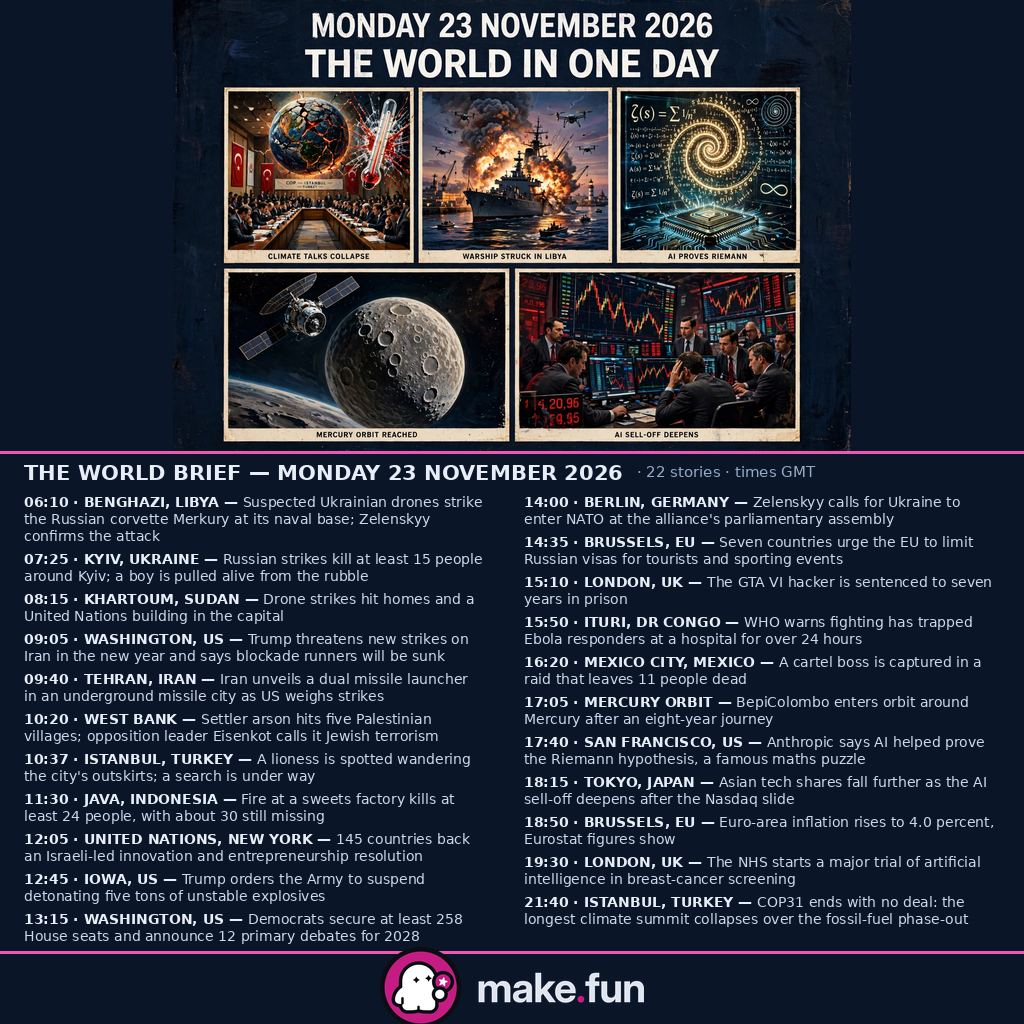 MONDAY 23 NOVEMBER 2026
THE WORLD IN ONE DAY
COP ISTANBUL
TURKEY
CLIMATE TALKS COLLAPSE
WARSHIP STRUCK IN LIBYA
ζ(s) = ∑ 1/n
AI PROVES RIEMANN
MERCURY ORBIT REACHED
AI SELL-OFF DEEPENS
THE WORLD BRIEF — MONDAY 23 NOVEMBER 2026 · 22 stories · times GMT
06:10 · BENGHAZI, LIBYA — Suspected Ukrainian drones strike
the Russian corvette Merkury at its naval base; Zelenskyy
confirms the attack
07:25 · KYIV, UKRAINE — Russian strikes kill at least 15 people
around Kyiv; a boy is pulled alive from the rubble
08:15 · KHARTOUM, SUDAN — Drone strikes hit homes and a
United Nations building in the capital
09:05 · WASHINGTON, US — Trump threatens new strikes on
Iran in the new year and says blockade runners will be sunk
09:40 · TEHRAN, IRAN — Iran unveils a dual missile launcher
in an underground missile city as US weighs strikes
10:20 · WEST BANK — Settler arson hits five Palestinian
villages; opposition leader Eisenkot calls it Jewish terrorism
10:37 · ISTANBUL, TURKEY — A lioness is spotted wandering
the city's outskirts; a search is under way
11:30 · JAVA, INDONESIA — Fire at a sweets factory kills at
least 24 people, with about 30 still missing
12:05 · UNITED NATIONS, NEW YORK — 145 countries back
an Israeli-led innovation and entrepreneurship resolution
12:45 · IOWA, US — Trump orders the Army to suspend
detonating five tons of unstable explosives
13:15 · WASHINGTON, US — Democrats secure at least 258
House seats and announce 12 primary debates for 2028
14:00 · BERLIN, GERMANY — Zelenskyy calls for Ukraine to
enter NATO at the alliance's parliamentary assembly
14:35 · BRUSSELS, EU — Seven countries urge the EU to limit
Russian visas for tourists and sporting events
15:10 · LONDON, UK — The GTA VI hacker is sentenced to seven
years in prison
15:50 · ITURI, DR CONGO — WHO warns fighting has trapped
Ebola responders at a hospital for over 24 hours
16:20 · MEXICO CITY, MEXICO — A cartel boss is captured in a
raid that leaves 11 people dead
17:05 · MERCURY ORBIT — BepiColombo enters orbit around
Mercury after an eight-year journey
17:40 · SAN FRANCISCO, US — Anthropic says AI helped prove
the Riemann hypothesis, a famous maths puzzle
18:15 · TOKYO, JAPAN — Asian tech shares fall further as the AI
sell-off deepens after the Nasdaq slide
18:50 · BRUSSELS, EU — Euro-area inflation rises to 4.0 percent,
Eurostat figures show
19:30 · LONDON, UK — The NHS starts a major trial of artificial
intelligence in breast-cancer screening
21:40 · ISTANBUL, TURKEY — COP31 ends with no deal: the
longest climate summit collapses over the fossil-fuel phase-out
make.fun